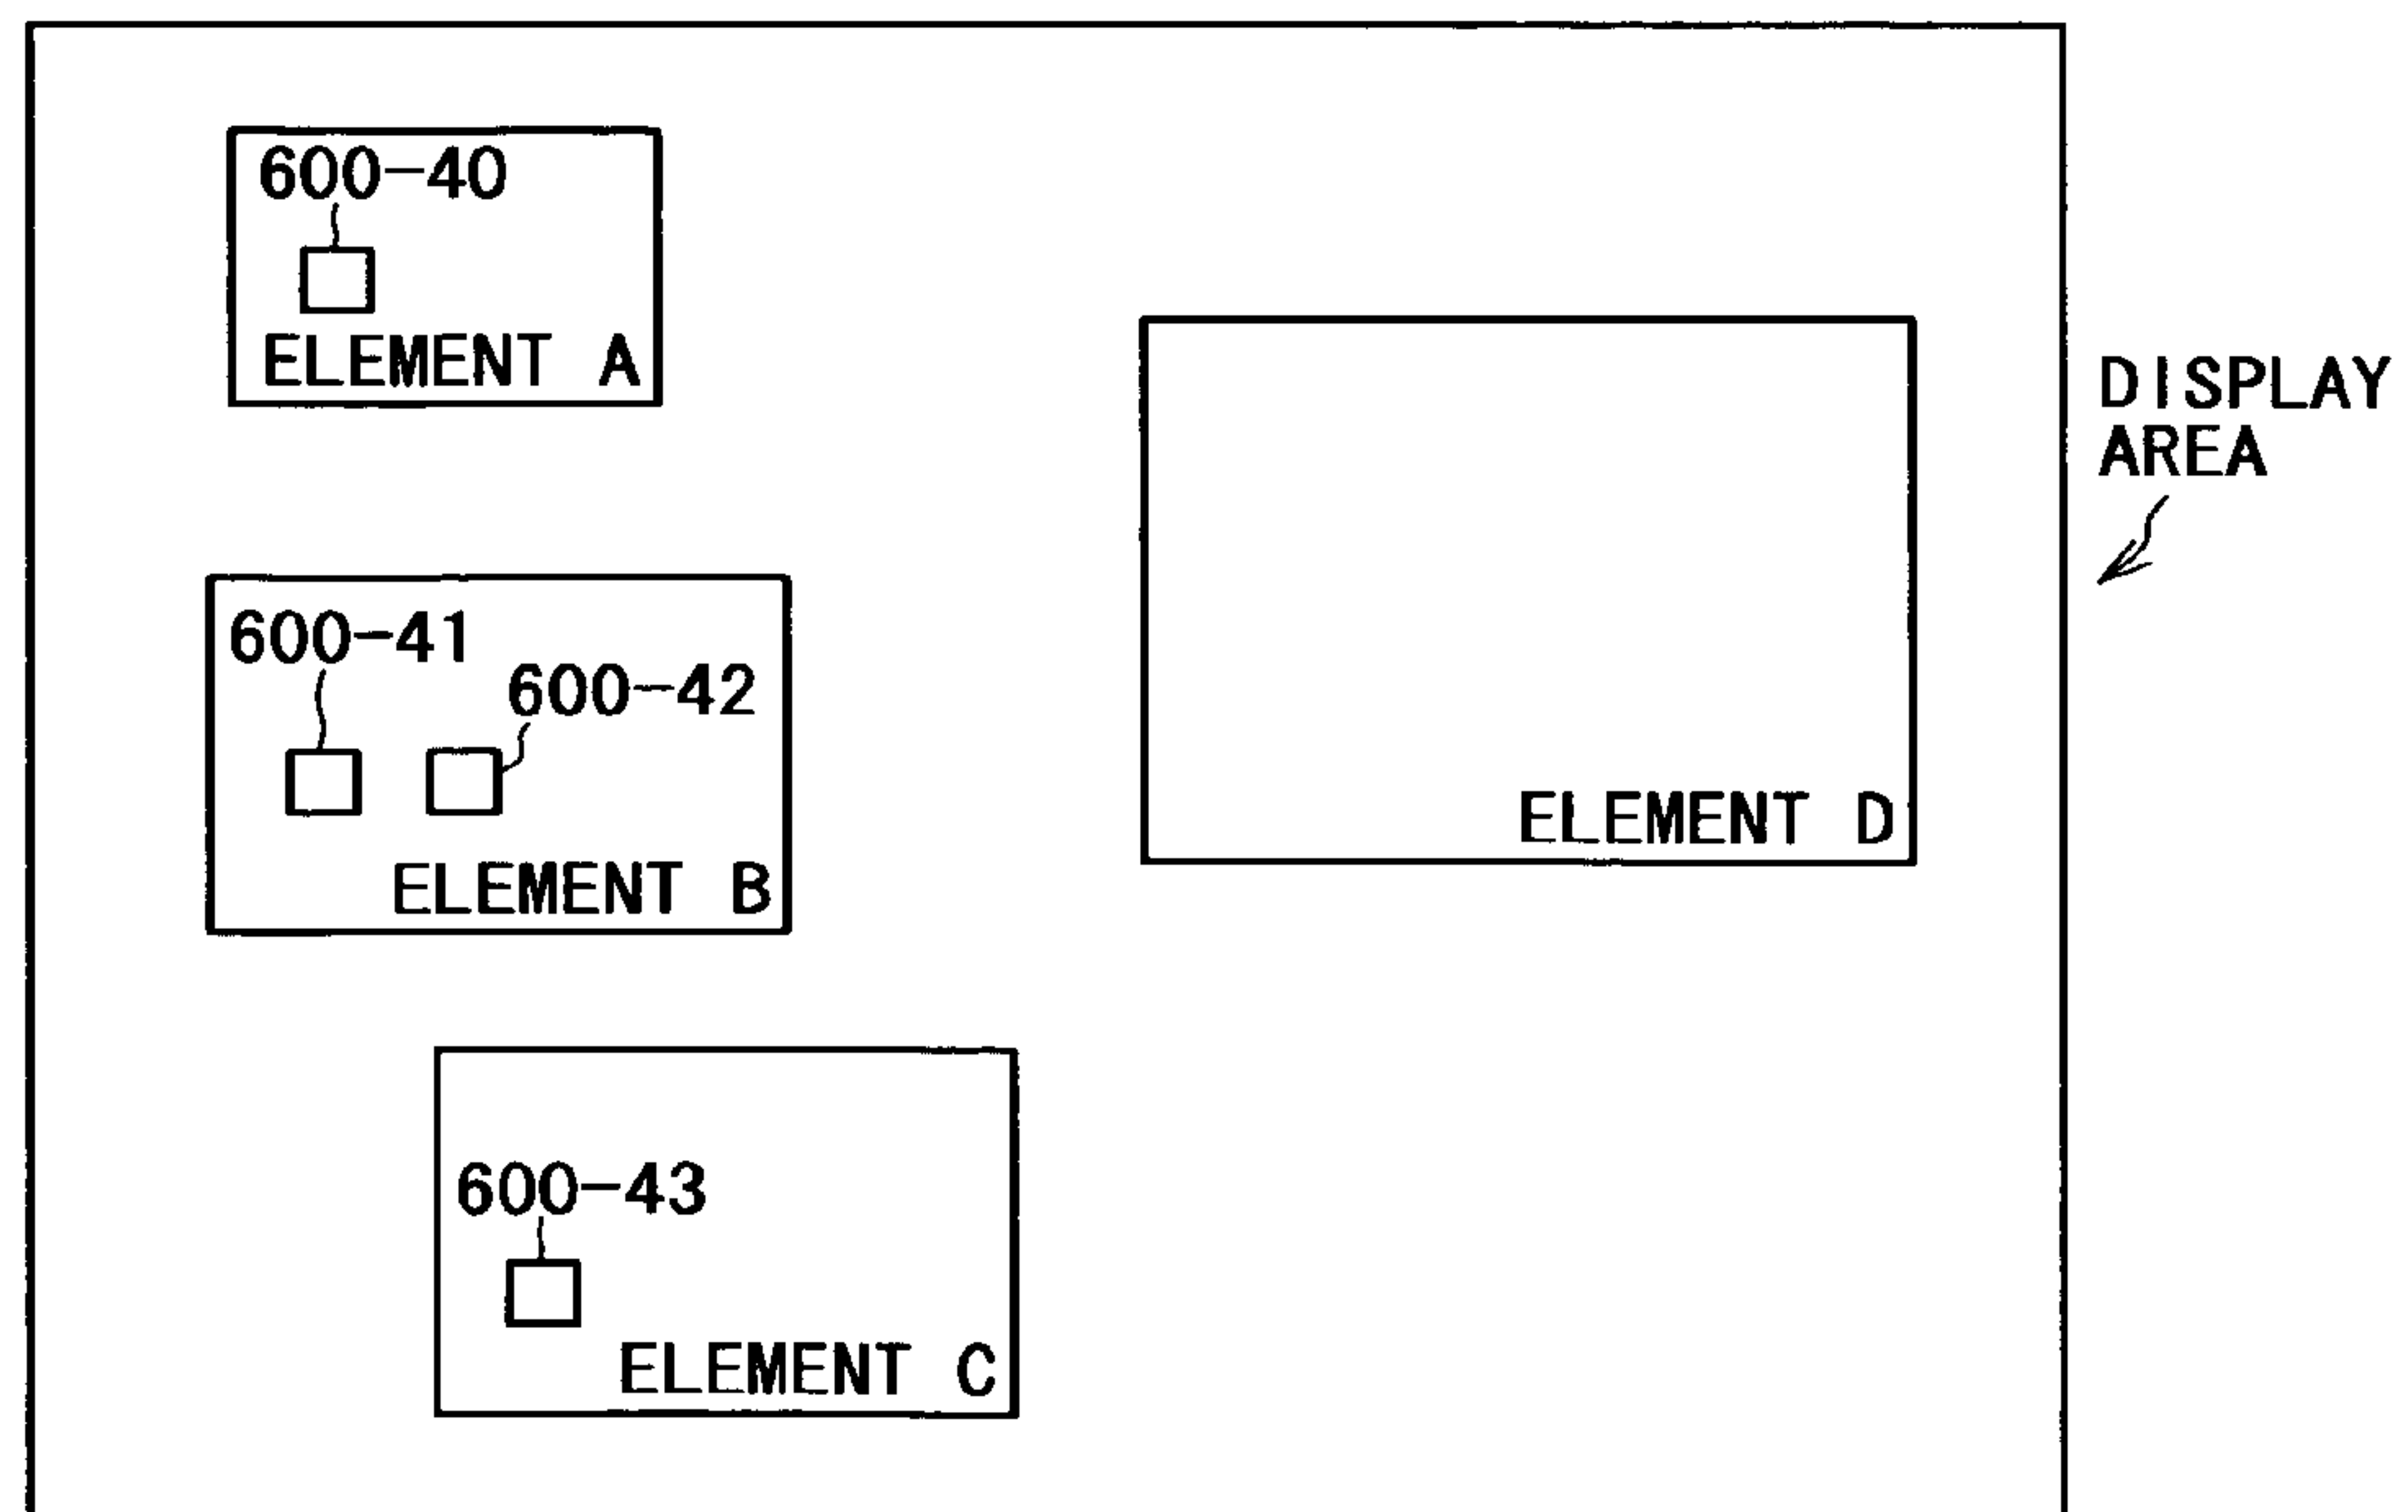 600-40
ELEMENT A
DISPLAY
AREA
600-41
600-42
ELEMENT D
ELEMENT B
600-43
ELEMENT C